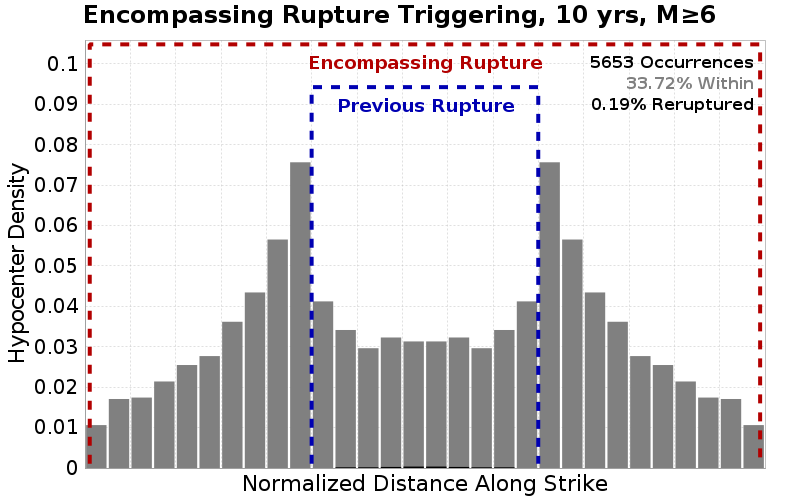 Encompassing Rupture Triggering, 10 yrs, M≥6
Encompassing Rupture
5653 Occurrences
33.72% Within
0.19% Reruptured
Previous Rupture
Hypocenter Density
0.1
0.09
0.08
0.07
0.06
0.05
0.04
0.03
0.02
0.01
0
Normalized Distance Along Strike